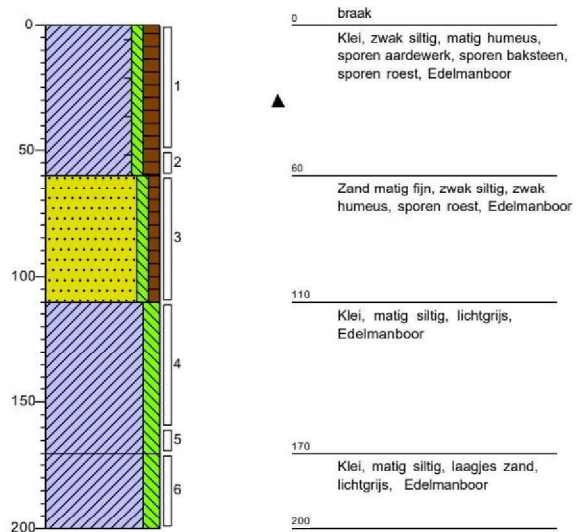 0
50
100
150
200
1
2
3
4
5
6
0
braak
Klei, zwak siltig, matig humeus,
sporen aardewerk, sporen baksteen,
sporen roest, Edelmanboor
60
Zand matig fijn, zwak siltig, zwak
humeus, sporen roest, Edelmanboor
110
Klei, matig siltig, lichtgrijs,
Edelmanboor
170
Klei, matig siltig, laagjes zand,
lichtgrijs, Edelmanboor
200